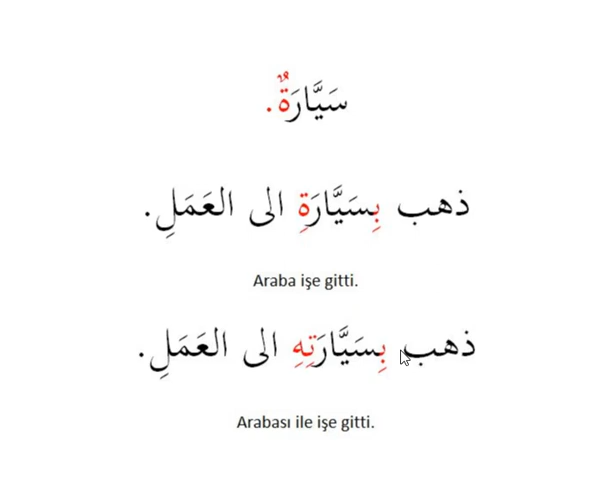 سَيَّارَةٌ.
ذهب بِسَيَّارَةِ الى العَمَلِ.
Araba işe gitti.
ذهب بِسَيَّارَتِهِ الى العَمَلِ.
Arabası ile işe gitti.